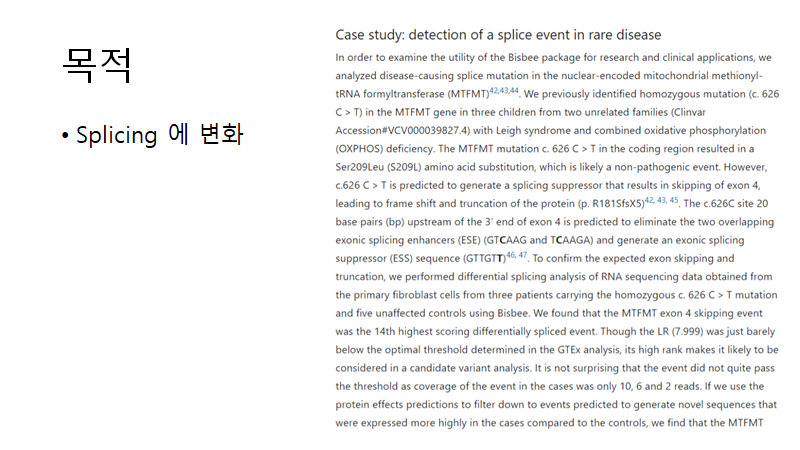 목적
• Splicing 에 변화
Case study: detection of a splice event in rare disease
In order to examine the utility of the Bisbee package for research and clinical applications, we
analyzed disease-causing splice mutation in the nuclear-encoded mitochondrial methionyl-
tRNA formyltransferase (MTFMT)42,43,44. We previously identified homozygous mutation (c. 626
C > T) in the MTFMT gene in three children from two unrelated families (Clinvar
Accession#VCV000039827.4) with Leigh syndrome and combined oxidative phosphorylation
(OXPHOS) deficiency. The MTFMT mutation c. 626 C > T in the coding region resulted in a
Ser209Leu (S209L) amino acid substitution, which is likely a non-pathogenic event. However,
c.626 C > T is predicted to generate a splicing suppressor that results in skipping of exon 4,
leading to frame shift and truncation of the protein (p. R181SfsX5)42, 43, 45. The c.626C site 20
base pairs (bp) upstream of the 3′ end of exon 4 is predicted to eliminate the two overlapping
exonic splicing enhancers (ESE) (GTCAAG and TCAAGA) and generate an exonic splicing
suppressor (ESS) sequence (GTTGTT)46, 47. To confirm the expected exon skipping and
truncation, we performed differential splicing analysis of RNA sequencing data obtained from
the primary fibroblast cells from three patients carrying the homozygous c. 626 C > T mutation
and five unaffected controls using Bisbee. We found that the MTFMT exon 4 skipping event
was the 14th highest scoring differentially spliced event. Though the LR (7.999) was just barely
below the optimal threshold determined in the GTEx analysis, its high rank makes it likely to be
considered in a candidate variant analysis. It is not surprising that the event did not quite pass
the threshold as coverage of the event in the cases was only 10, 6 and 2 reads. If we use the
protein effects predictions to filter down to events predicted to generate novel sequences that
were expressed more highly in the cases compared to the controls, we find that the MTFMT